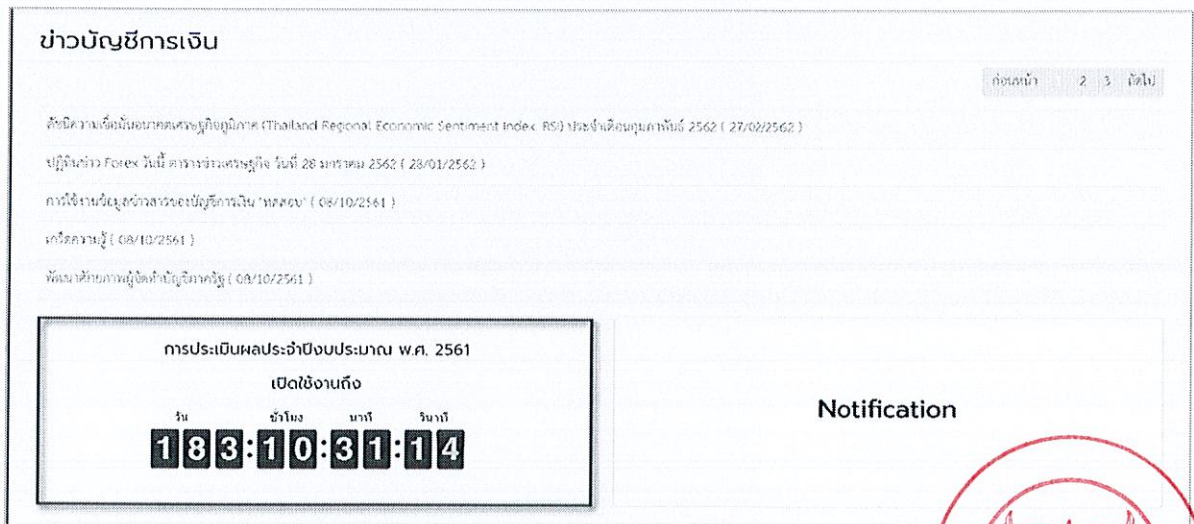 ข่าวบัญชีการเงิน
ก่อนหน้า 2 3 ถัดไป
ดัชนีความเชื่อมั่นอนาคตเศรษฐกิจภูมิภาค (Thailand Regional Economic Sentiment Index: RSI) ประจำเดือนกุมภาพันธ์ 2562 ( 27/02/2562 )
ปฏิทินข่าว Forex วันนี้ ตารางข่าวเศรษฐกิจ วันที่ 28 มกราคม 2562 ( 28/01/2562 )
การใช้งานข้อมูลข่าวสารของบัญชีการเงิน "ทดสอบ" ( 08/10/2561 )
เกร็ดความรู้ ( 08/10/2561 )
พัฒนาศักยภาพผู้จัดทำบัญชีภาครัฐ ( 08/10/2561 )
การประเมินผลประจำปีงบประมาณ พ.ศ. 2561
เปิดใช้งานถึง
วัน ชั่วโมง นาที วินาที
183:10:31:14
Notification